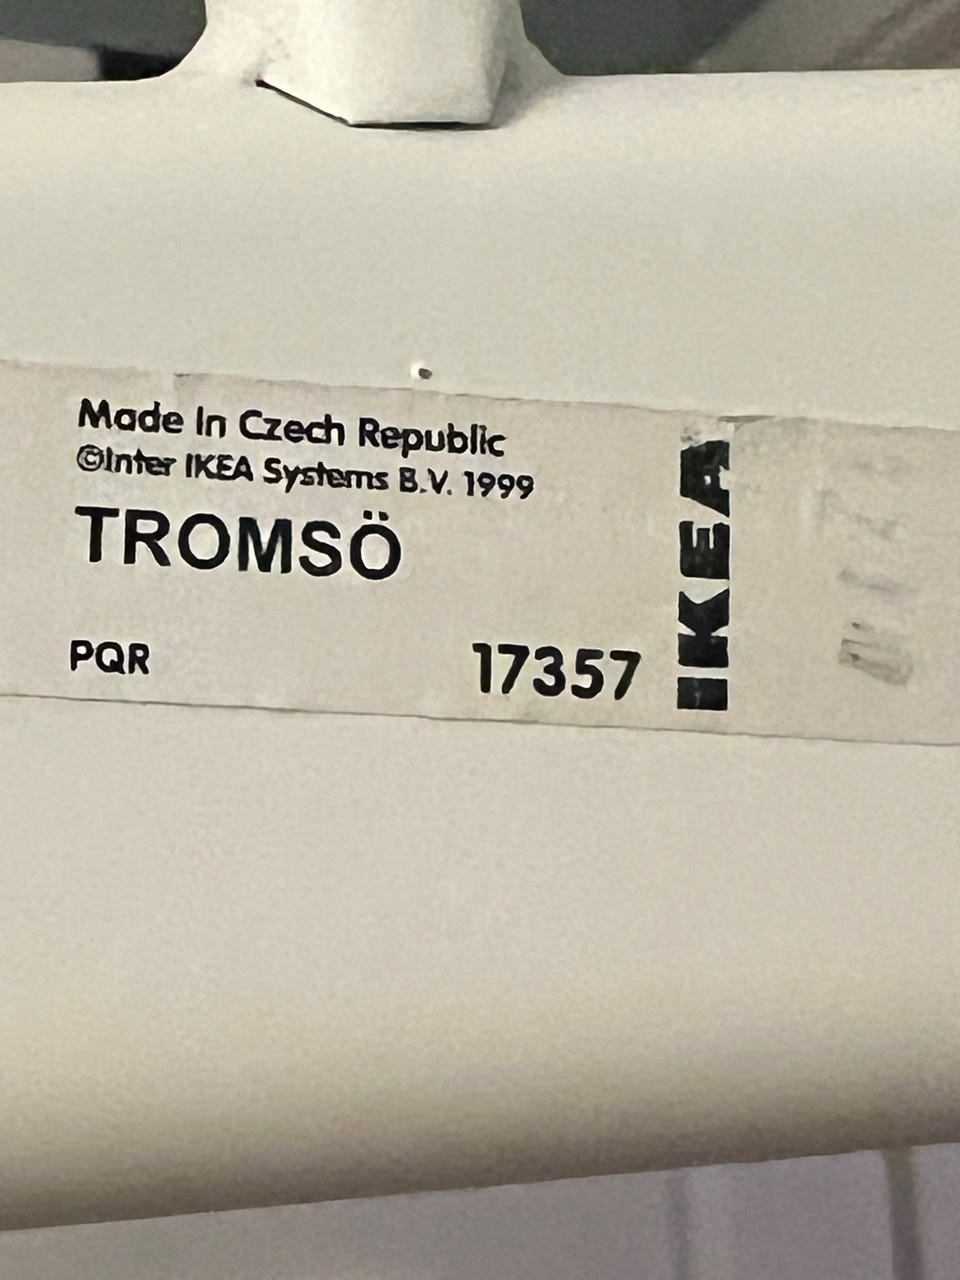 Made In Czech Republic
©Inter IKEA Systems B.V. 1999
TROMSÖ
PQR
17357
IKEA